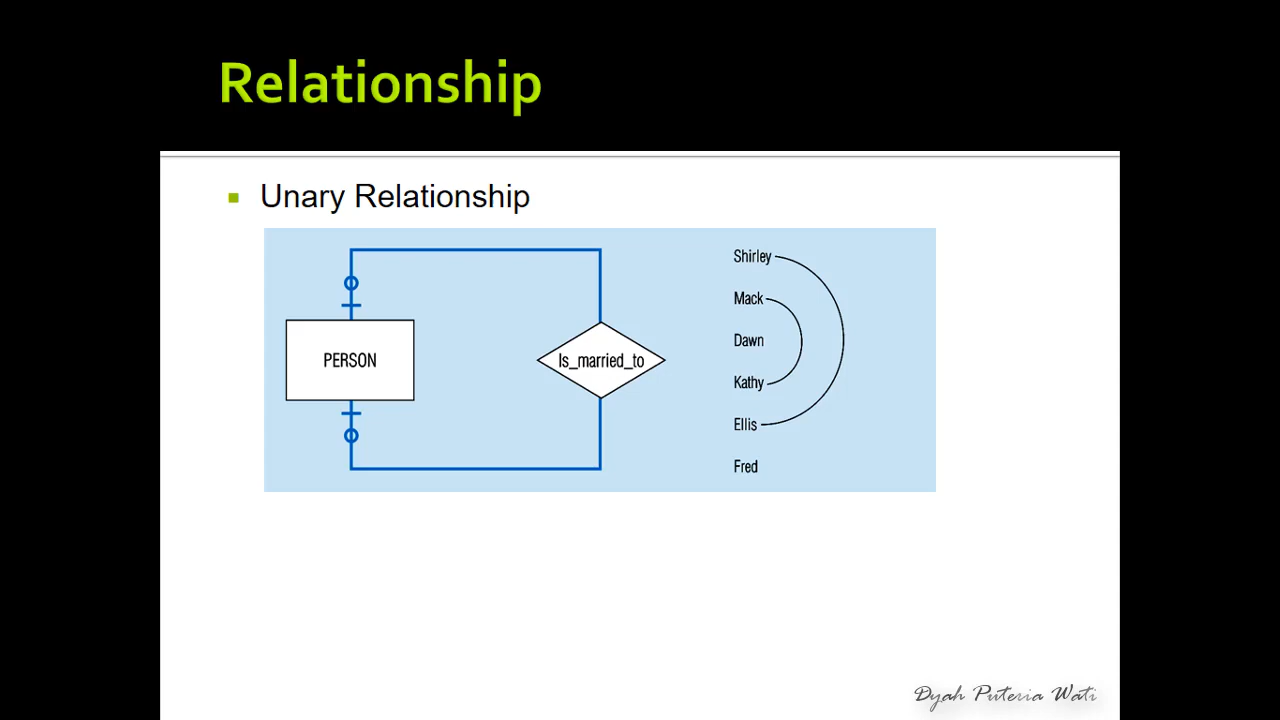 Relationship
Unary Relationship
PERSON
Is_married_to
Shirley
Mack
Dawn
Kathy
Ellis
Fred
Dyah Puteria Wati